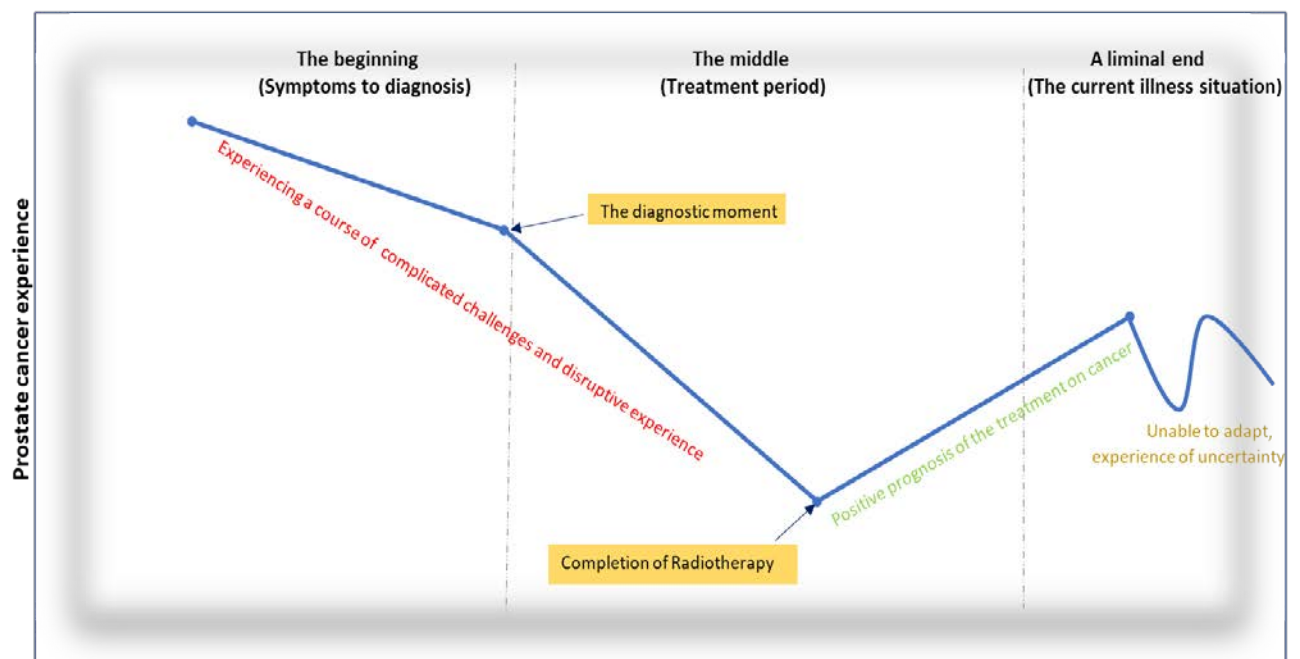 The beginning
(Symptoms to diagnosis)
The middle
(Treatment period)
A liminal end
(The current illness situation)
Prostate cancer experience
Experiencing a course of complicated challenges and disruptive experience
The diagnostic moment
Completion of Radiotherapy
Positive prognosis of the treatment on cancer
Unable to adapt,
experience of uncertainty